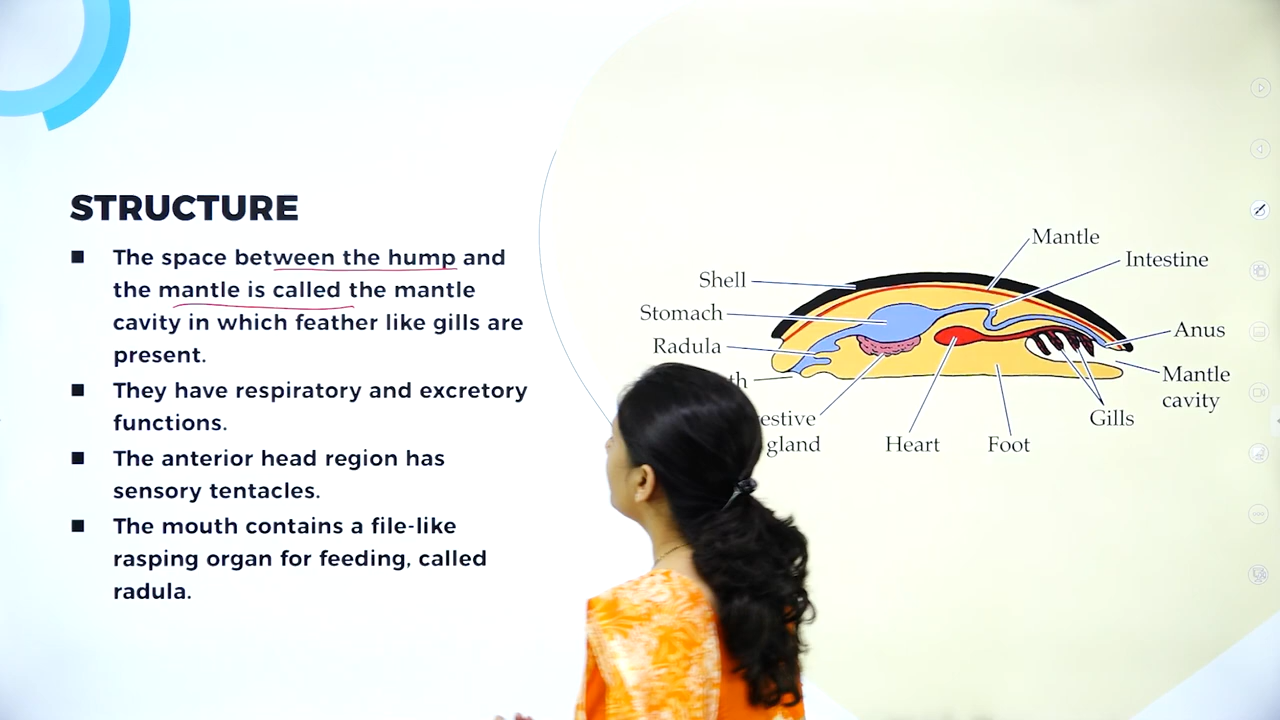 STRUCTURE
The space between the hump and
the mantle is called the mantle
cavity in which feather like gills are
present.
They have respiratory and excretory
functions.
The anterior head region has
sensory tentacles.
The mouth contains a file-like
rasping organ for feeding, called
radula.
Mantle
Intestine
Shell
Stomach
Anus
Radula
Mantle
cavity
Gills
gland
Heart
Foot